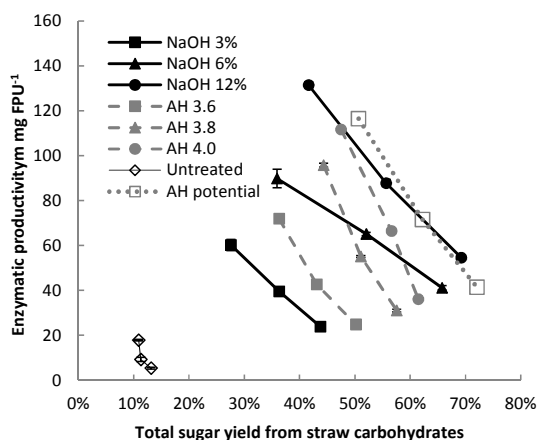 160
140
120
100
80
60
40
20
0
Enzymatic productivitym mg FPU-1
NaOH 3%
NaOH 6%
NaOH 12%
AH 3.6
AH 3.8
AH 4.0
Untreated
AH potential
0% 10% 20% 30% 40% 50% 60% 70% 80%
Total sugar yield from straw carbohydrates